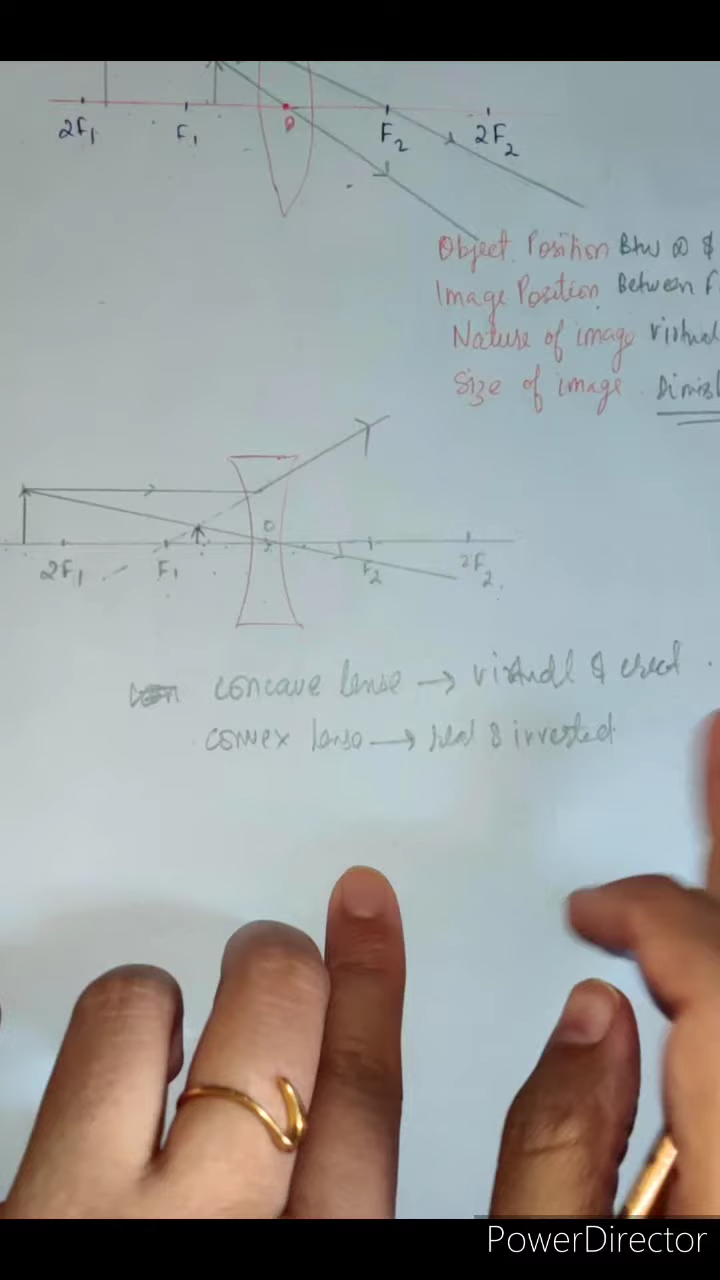 2F₁ F₁ O F₂ 2F₂
Object Position Btw ∞ &
Image Position Between F
Nature of image Virtual
Size of image
O
2F₁ F₁ F₂ 2F₂
concave lense → virtual & erect
convex lense → real & inverted
PowerDirector